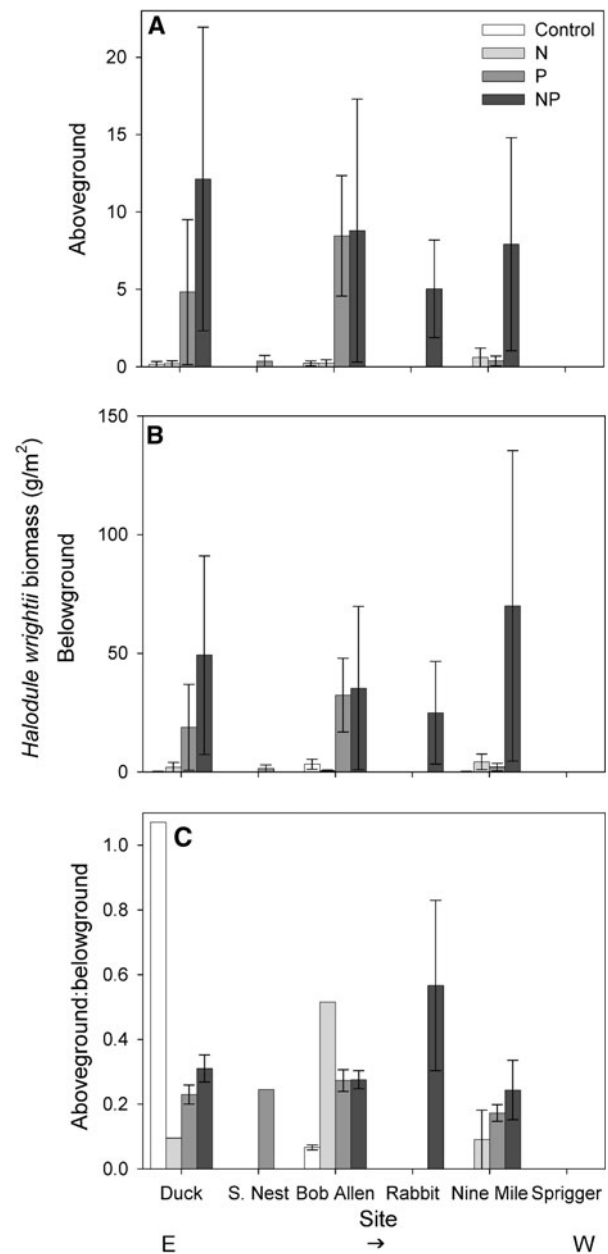 A
Control
N
P
NP
20
15
10
5
0
Aboveground
B
150
100
50
0
Halodule wrightii biomass (g/m²)
Belowground
C
1.0
0.8
0.6
0.4
0.2
0.0
Aboveground:belowground
Duck S. Nest Bob Allen Rabbit Nine Mile Sprigger
Site
E → W